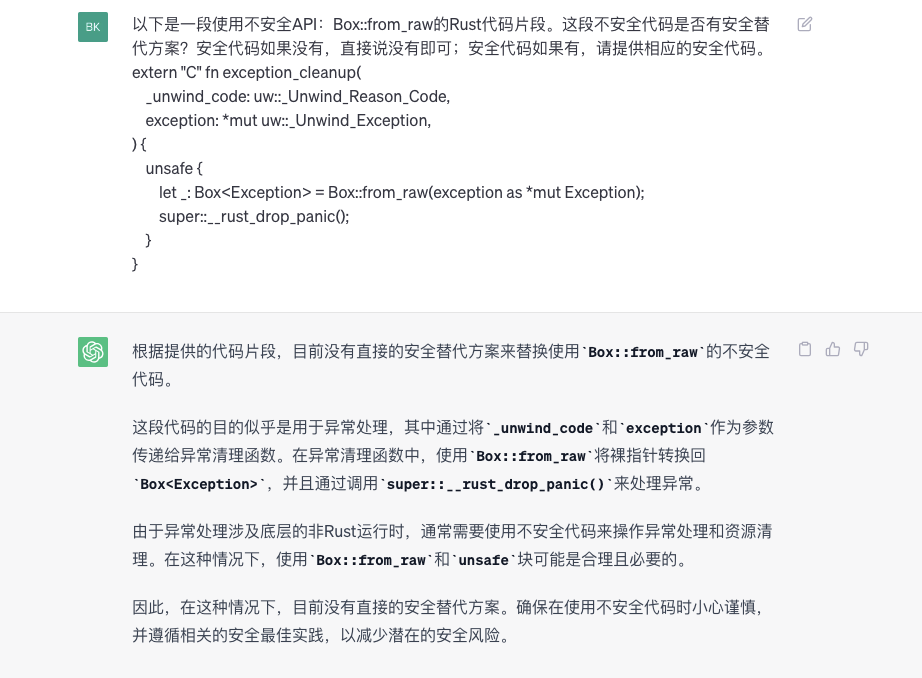 BK
以下是一段使用不安全API：Box::from_raw的Rust代码片段。这段不安全代码是否有安全替
代方案？安全代码如果没有，直接说没有即可；安全代码如果有，请提供相应的安全代码。
extern "C" fn exception_cleanup(
    _unwind_code: uw::_Unwind_Reason_Code,
    exception: *mut uw::_Unwind_Exception,
) {
    unsafe {
        let _: Box<Exception> = Box::from_raw(exception as *mut Exception);
        super::__rust_drop_panic();
    }
}
根据提供的代码片段，目前没有直接的安全替代方案来替换使用`Box::from_raw`的不安全
代码。
这段代码的目的似乎是用于异常处理，其中通过将`_unwind_code`和`exception`作为参数
传递给异常清理函数。在异常清理函数中，使用`Box::from_raw`将裸指针转换回
`Box<Exception>`，并且通过调用`super::__rust_drop_panic()`来处理异常。
由于异常处理涉及底层的非Rust运行时，通常需要使用不安全代码来操作异常处理和资源清
理。在这种情况下，使用`Box::from_raw`和`unsafe`块可能是合理且必要的。
因此，在这种情况下，目前没有直接的安全替代方案。确保在使用不安全代码时小心谨慎，
并遵循相关的安全最佳实践，以减少潜在的安全风险。